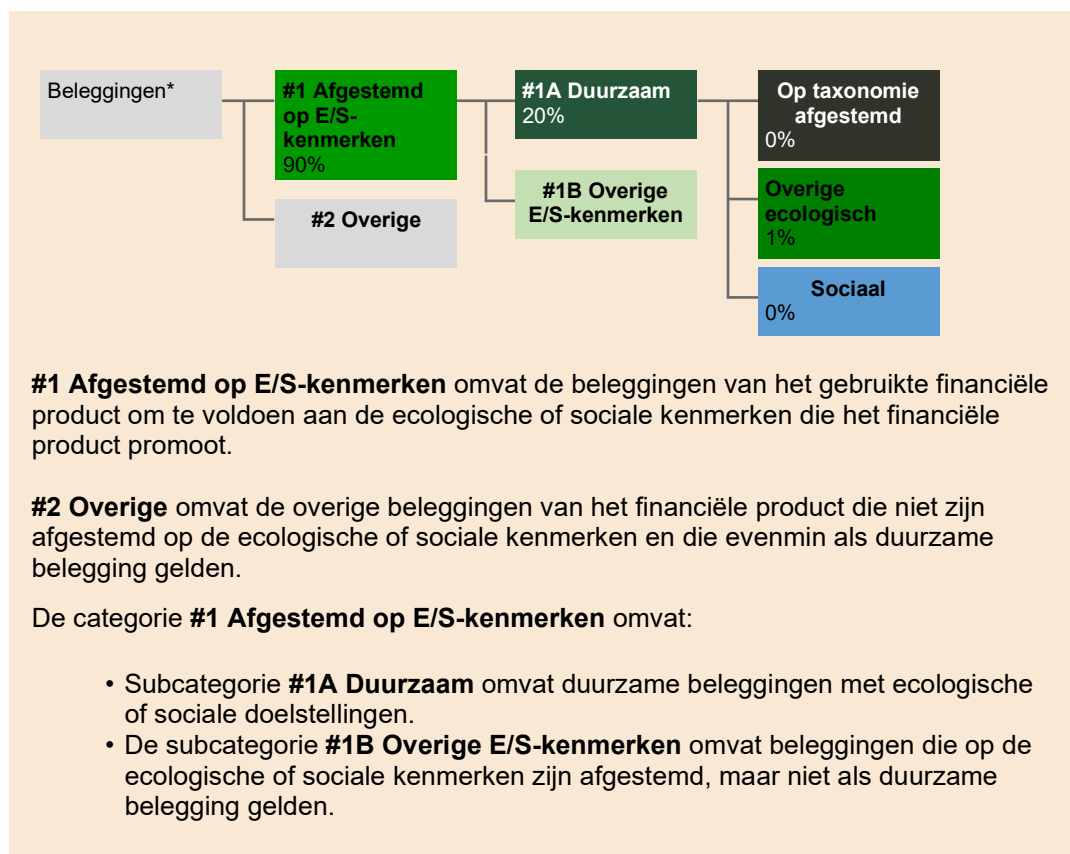 Beleggingen*
#1 Afgestemd
op E/S-
kenmerken
90%
#2 Overige
#1A Duurzaam
20%
#1B Overige
E/S-kenmerken
Op taxonomie
afgestemd
0%
Overige
ecologisch
1%
Sociaal
0%
#1 Afgestemd op E/S-kenmerken omvat de beleggingen van het gebruikte financiële
product om te voldoen aan de ecologische of sociale kenmerken die het financiële
product promoot.
#2 Overige omvat de overige beleggingen van het financiële product die niet zijn
afgestemd op de ecologische of sociale kenmerken en die evenmin als duurzame
belegging gelden.
De categorie #1 Afgestemd op E/S-kenmerken omvat:
• Subcategorie #1A Duurzaam omvat duurzame beleggingen met ecologische
of sociale doelstellingen.
• De subcategorie #1B Overige E/S-kenmerken omvat beleggingen die op de
ecologische of sociale kenmerken zijn afgestemd, maar niet als duurzame
belegging gelden.